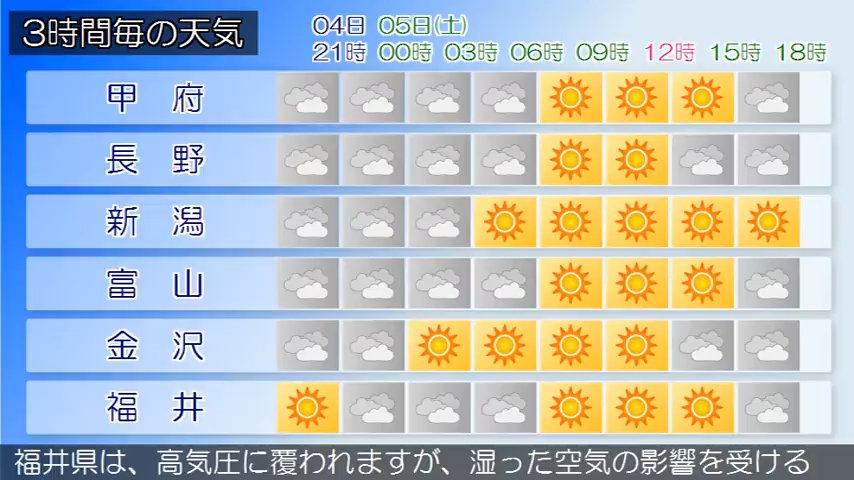 3時間毎の天気
04日 05日(土)
21時 00時 03時 06時 09時 12時 15時 18時
甲府
長野
新潟
富山
金沢
福井
福井県は、高気圧に覆われますが、湿った空気の影響を受ける